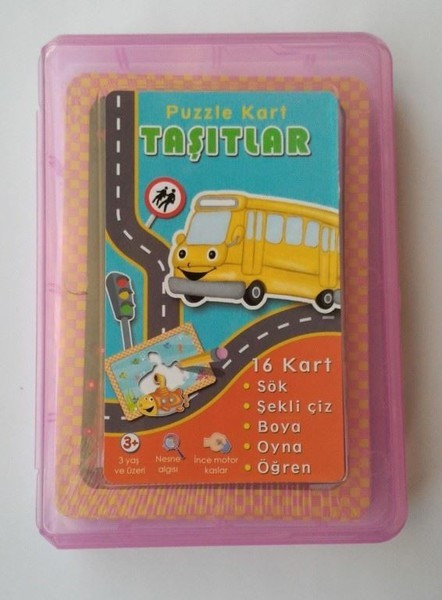 Puzzle Kart
TAŞITLAR
16 Kart
• Sök
• Şekli çiz
• Boya
• Oyna
• Öğren
3+
3 yaş
ve üzeri
Nesne
algısı
İnce motor
kaslar